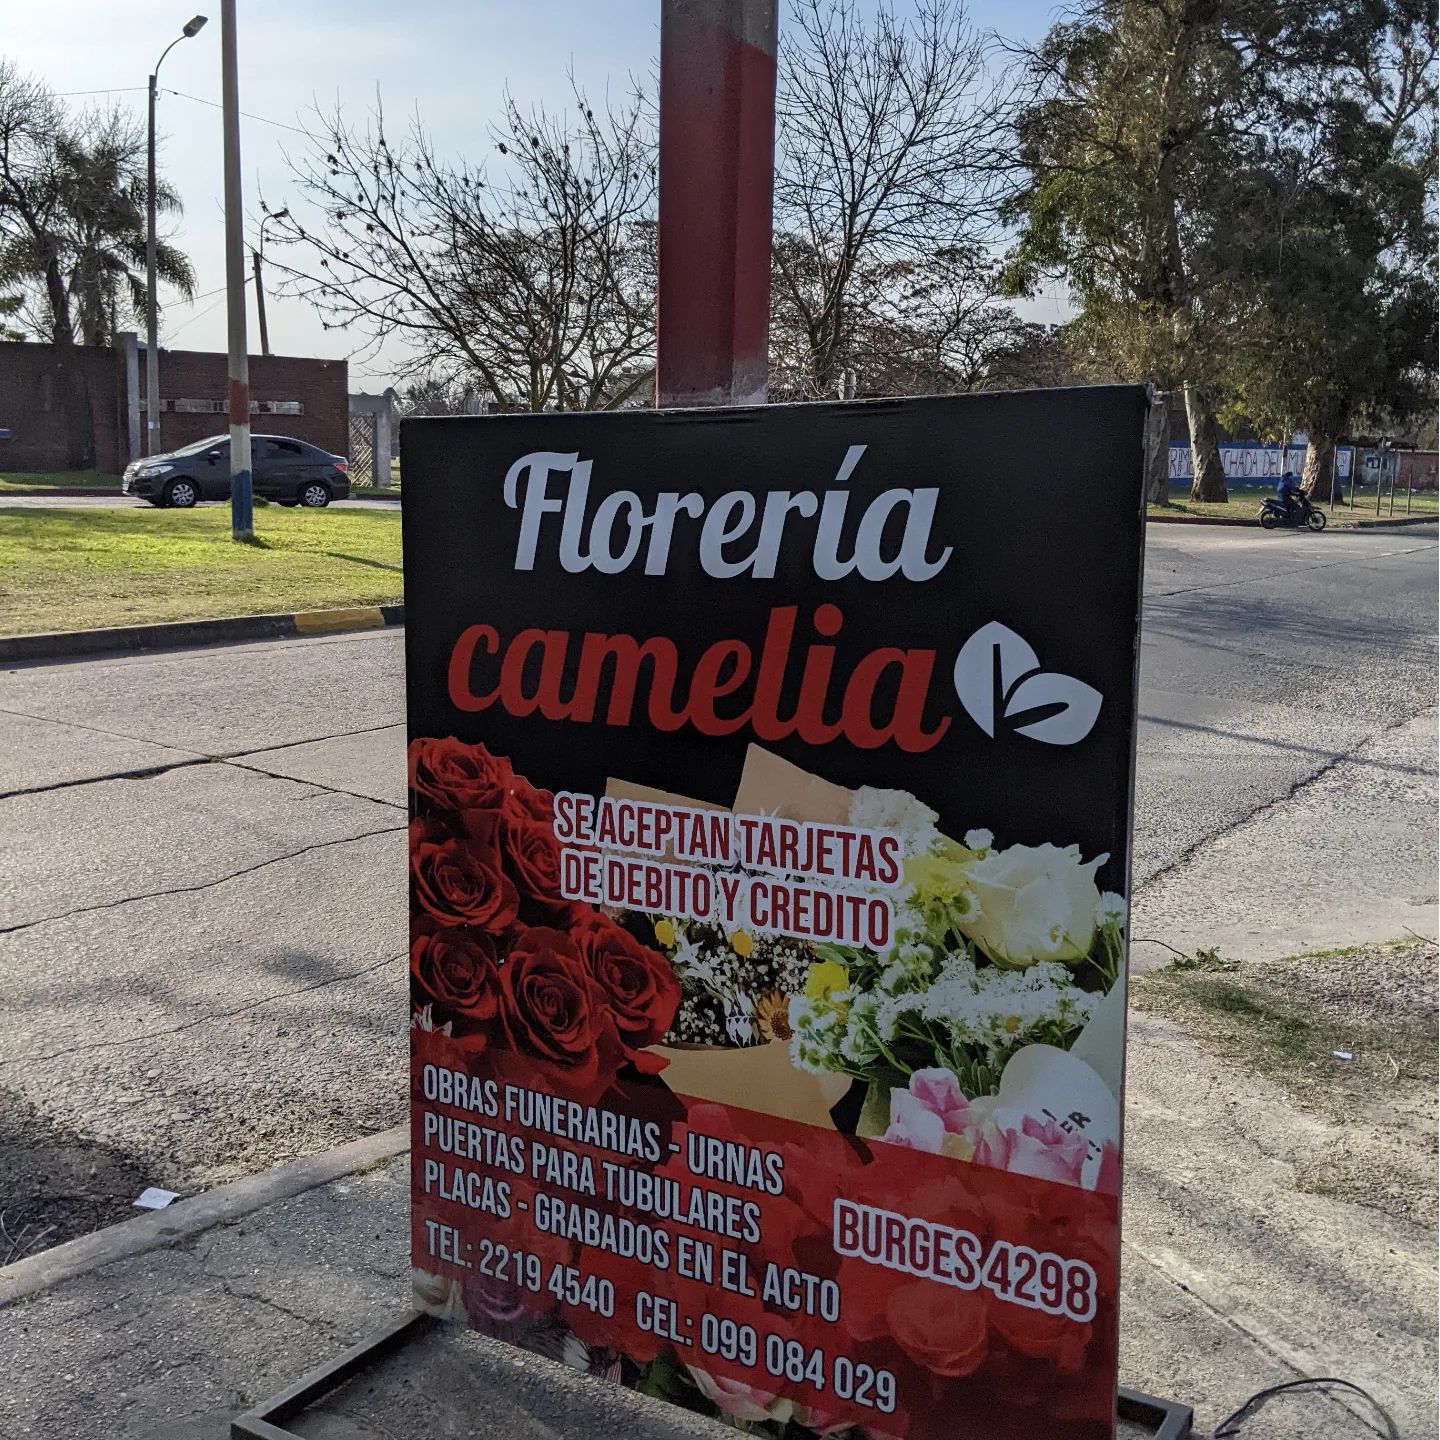 Florería
camelia
SE ACEPTAN TARJETAS
DE DEBITO Y CREDITO
OBRAS FUNERARIAS - URNAS
PUERTAS PARA TUBULARES
PLACAS - GRABADOS EN EL ACTO
TEL: 2219 4540 CEL: 099 084 029
BURGES 4298